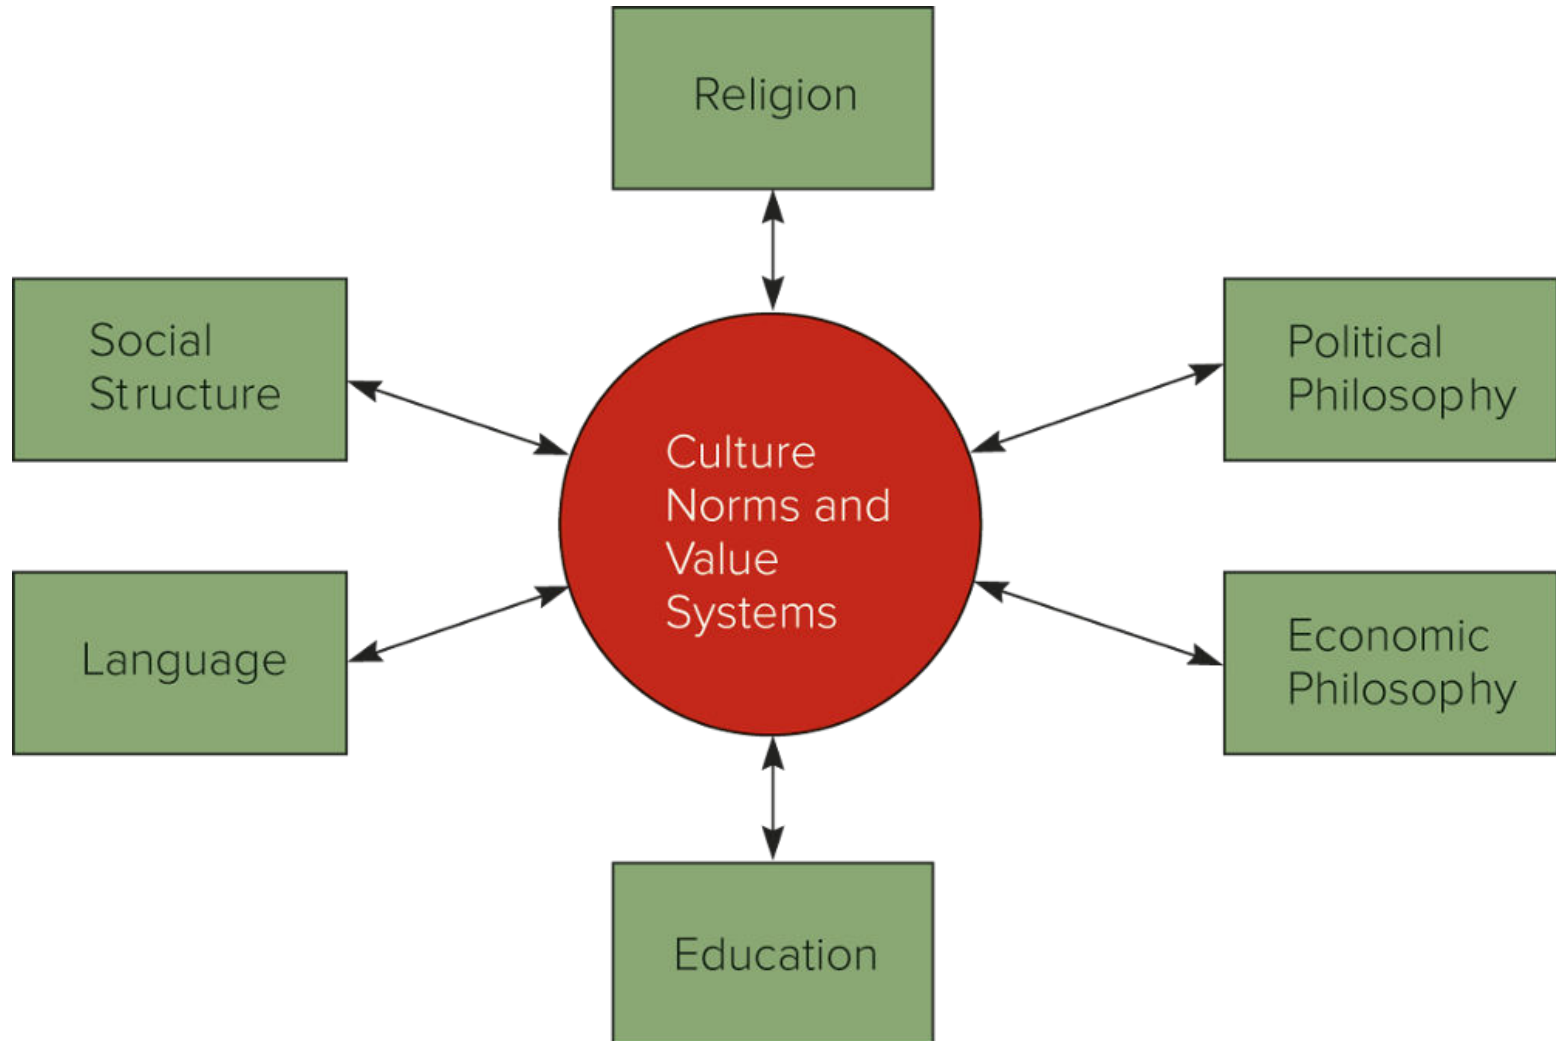 Religion
Social
Structure
Political
Philosophy
Culture
Norms and
Value
Systems
Language
Economic
Philosophy
Education